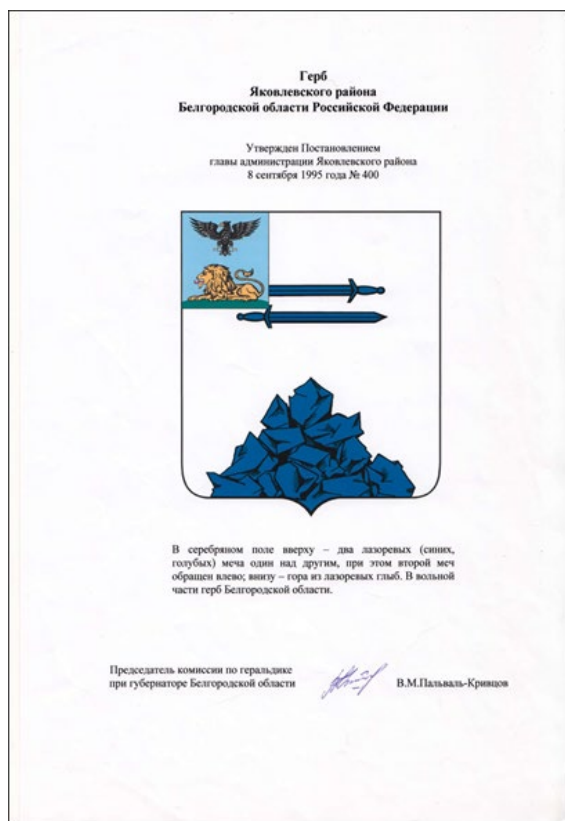 Герб
Яковлевского района
Белгородской области Российской Федерации
Утвержден Постановлением
главы администрации Яковлевского района
8 сентября 1995 года № 400
В серебряном поле вверху – два лазоревых (синих,
голубых) меча один над другим, при этом второй меч
обращен влево; внизу – гора из лазоревых глыб. В вольной
части герб Белгородской области.
Председатель комиссии по геральдике
при губернаторе Белгородской области
В.М.Пальваль-Кривцов